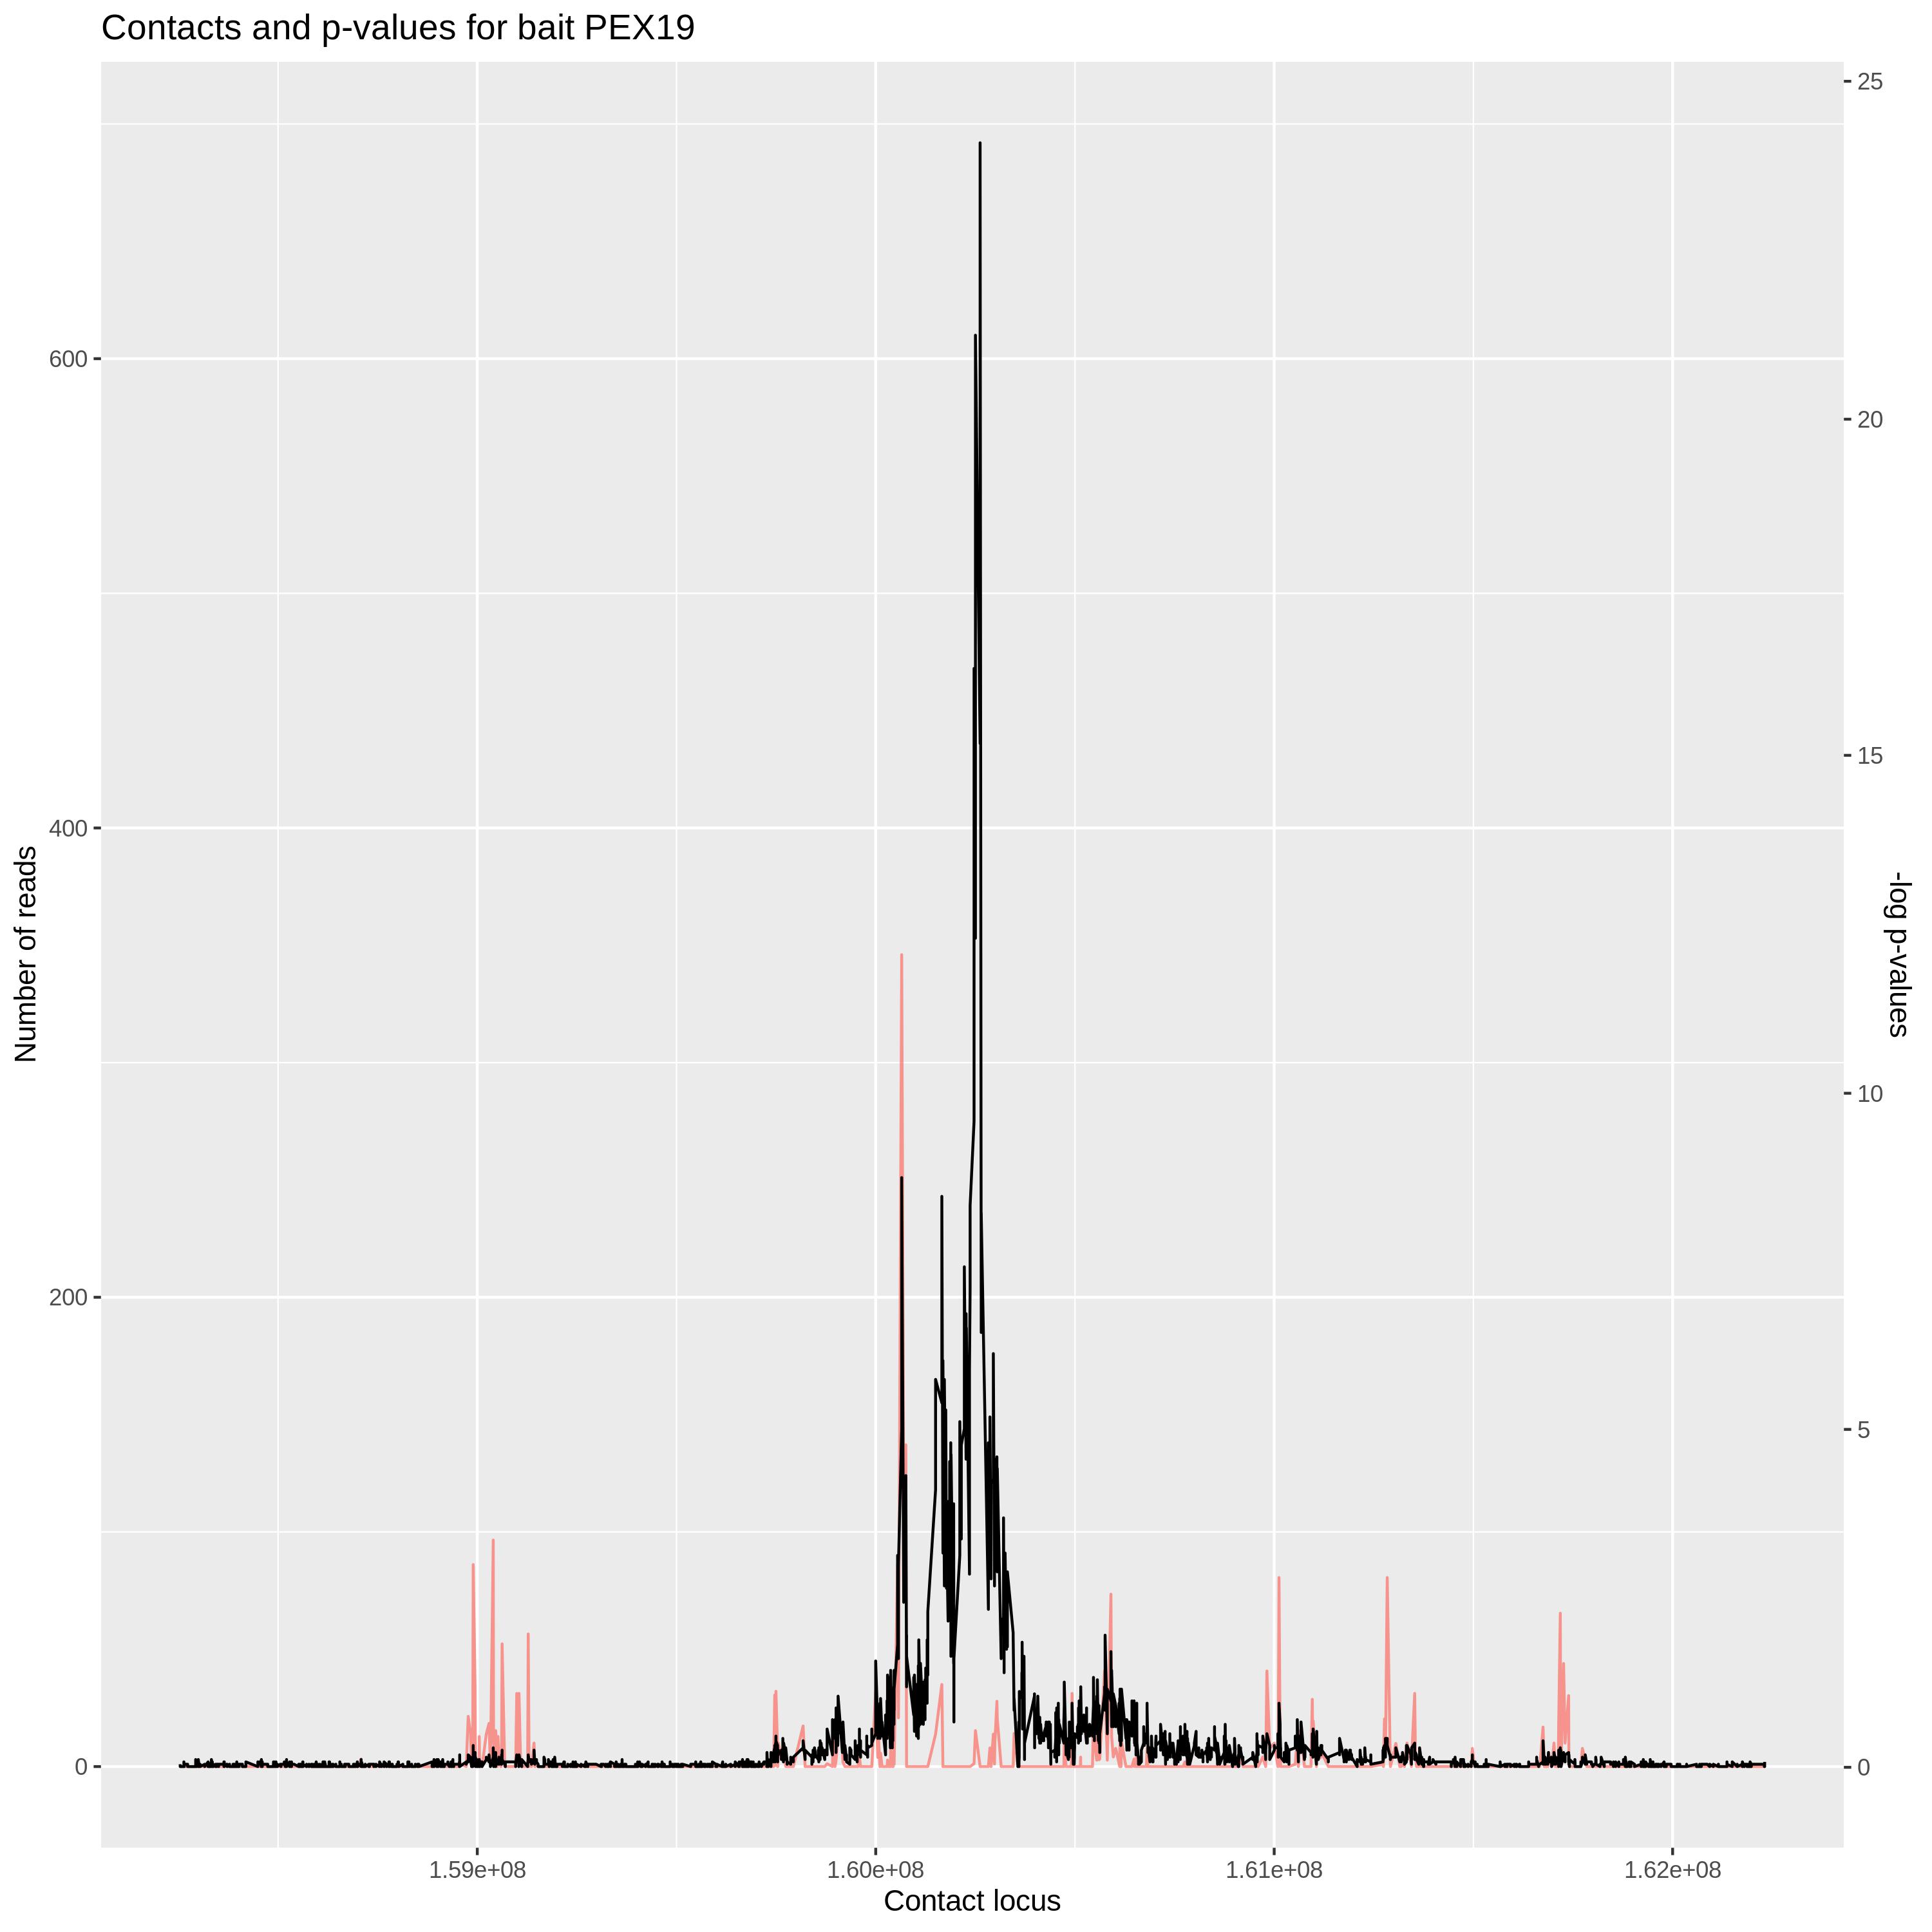 Contacts and p-values for bait PEX19
25
20
15
10
5
0
-log p-values
600
400
200
0
Number of reads
1.59e+08 1.60e+08 1.61e+08 1.62e+08
Contact locus